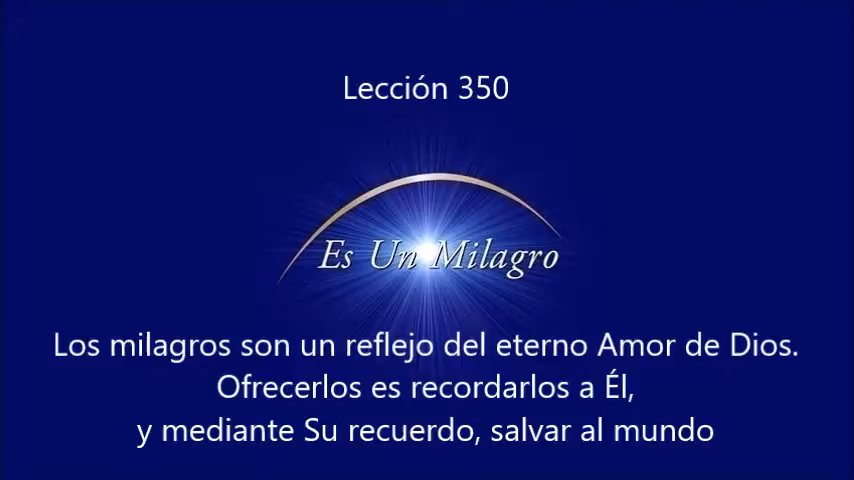 Lección 350
Es Un Milagro
Los milagros son un reflejo del eterno Amor de Dios.
Ofrecerlos es recordarlos a Él,
y mediante Su recuerdo, salvar al mundo